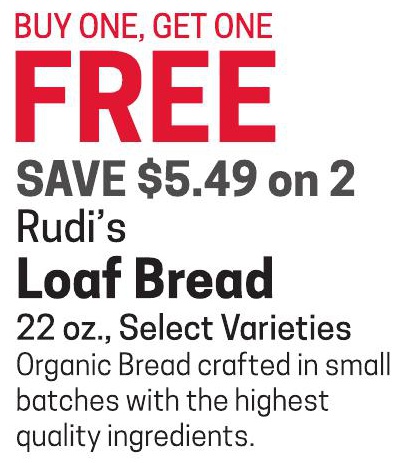 BUY ONE, GET ONE
FREE
SAVE $5.49 on 2
Rudi's
Loaf Bread
22 oz., Select Varieties
Organic Bread crafted in small
batches with the highest
quality ingredients.